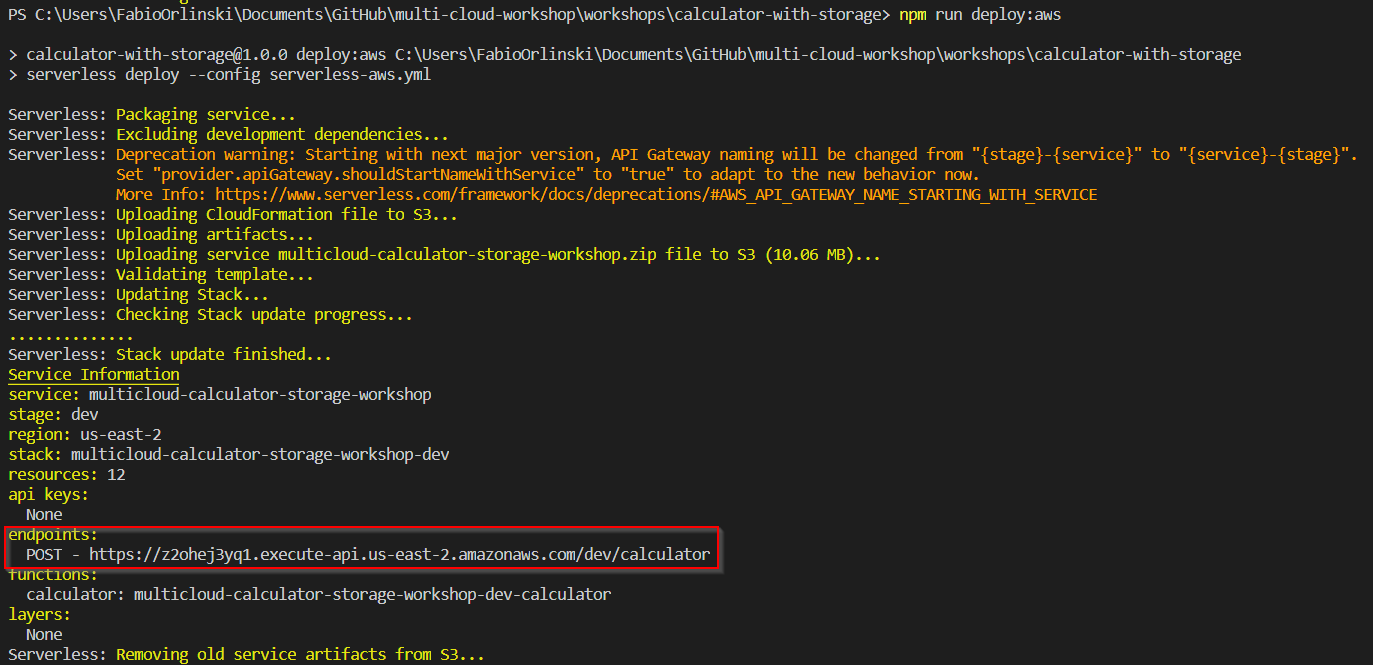 PS C:\Users\FabioOrlinski\Documents\GitHub\multi-cloud-workshop\workshops\calculator-with-storage> npm run deploy:aws
> calculator-with-storage@1.0.0 deploy:aws C:\Users\FabioOrlinski\Documents\GitHub\multi-cloud-workshop\workshops\calculator-with-storage
> serverless deploy --config serverless-aws.yml
Serverless: Packaging service...
Serverless: Excluding development dependencies...
Serverless: Deprecation warning: Starting with next major version, API Gateway naming will be changed from "{stage}-{service}" to "{service}-{stage}".
Set "provider.apiGateway.shouldStartNameWithService" to "true" to adapt to the new behavior now.
More Info: https://www.serverless.com/framework/docs/deprecations/#AWS_API_GATEWAY_NAME_STARTING_WITH_SERVICE
Serverless: Uploading CloudFormation file to S3...
Serverless: Uploading artifacts...
Serverless: Uploading service multicloud-calculator-storage-workshop.zip file to S3 (10.06 MB)...
Serverless: Validating template...
Serverless: Updating Stack...
Serverless: Checking Stack update progress...
..............
Serverless: Stack update finished...
Service Information
service: multicloud-calculator-storage-workshop
stage: dev
region: us-east-2
stack: multicloud-calculator-storage-workshop-dev
resources: 12
api keys:
None
endpoints:
POST - https://z2ohej3yq1.execute-api.us-east-2.amazonaws.com/dev/calculator
functions:
calculator: multicloud-calculator-storage-workshop-dev-calculator
layers:
None
Serverless: Removing old service artifacts from S3...